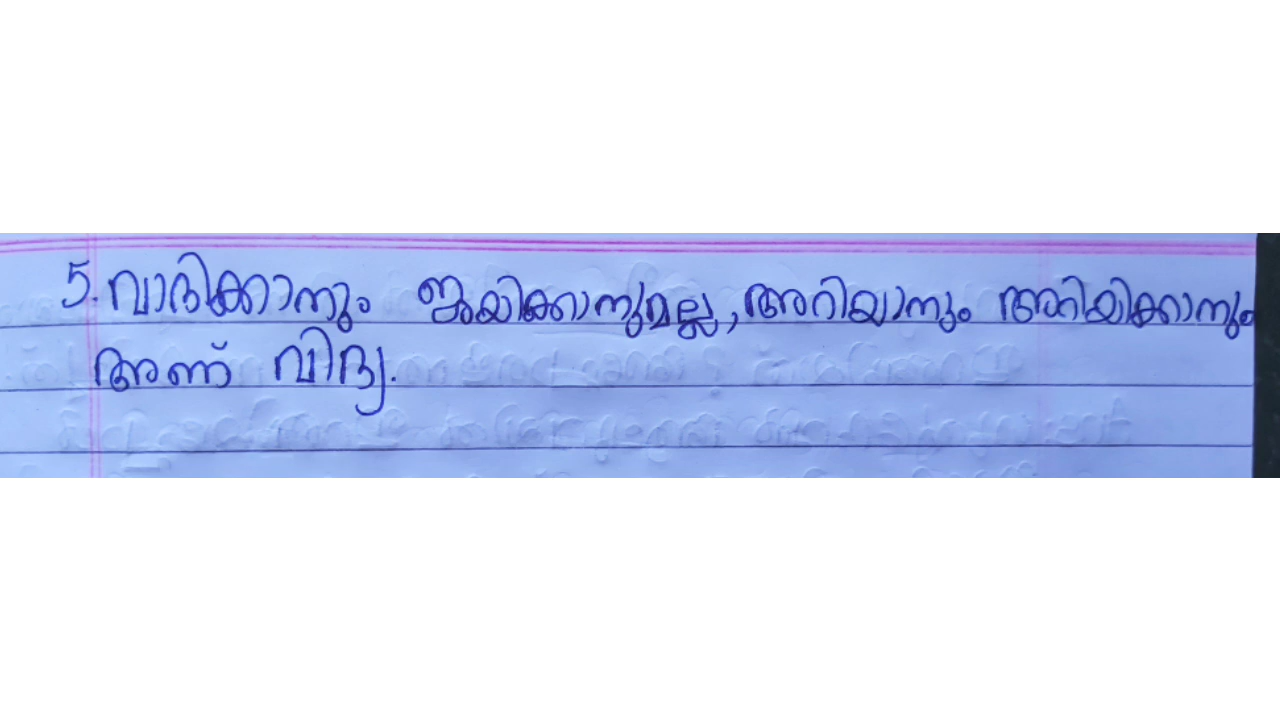 5. വാദിക്കാനും ജയിക്കാനുമല്ല, അറിയാനും അറിയിക്കാനും
അണ് വിദ്യ.